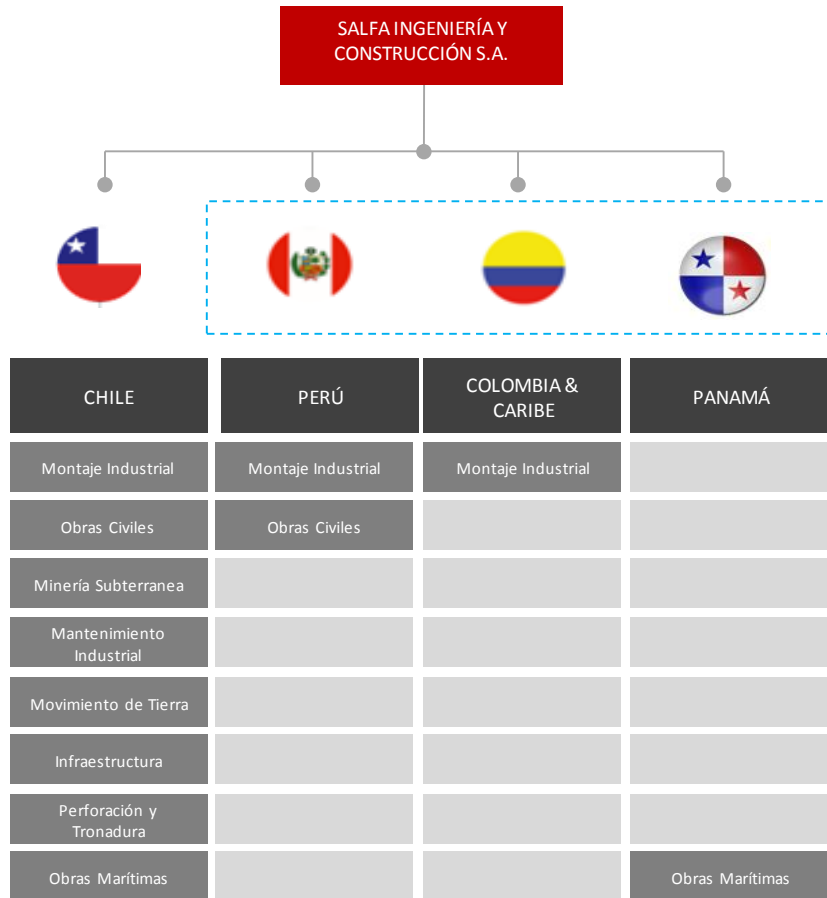 SALFA INGENIERÍA Y
CONSTRUCCIÓN S.A.
CHILE
PERÚ
COLOMBIA &
CARIBE
PANAMÁ
Montaje Industrial
Montaje Industrial
Montaje Industrial
Obras Civiles
Obras Civiles
Minería Subterranea
Mantenimiento
Industrial
Movimiento de Tierra
Infraestructura
Perforación y
Tronadura
Obras Marítimas
Obras Marítimas